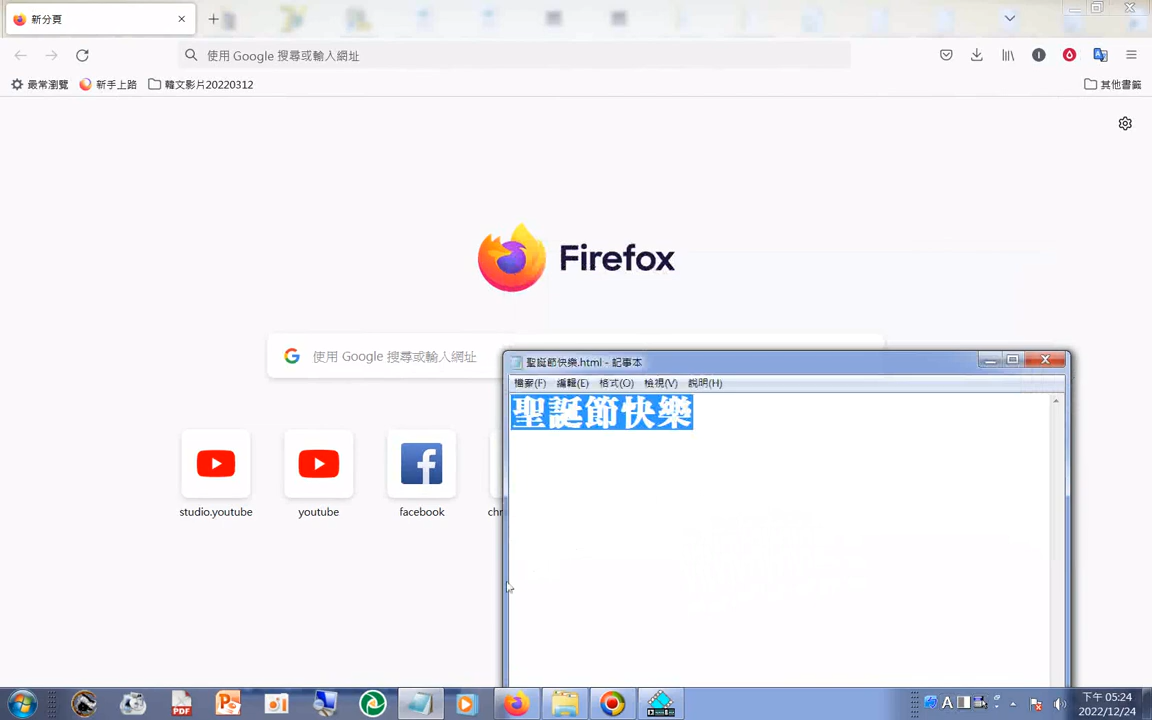 新分頁
使用 Google 搜尋或輸入網址
最常瀏覽 新手上路 韓文影片20220312 其他書籤
Firefox
使用 Google 搜尋或輸入網址
聖誕節快樂.html - 記事本
檔案(F) 編輯(E) 格式(O) 檢視(V) 說明(H)
聖誕節快樂
studio.youtube youtube facebook
下午 05:24
2022/12/24